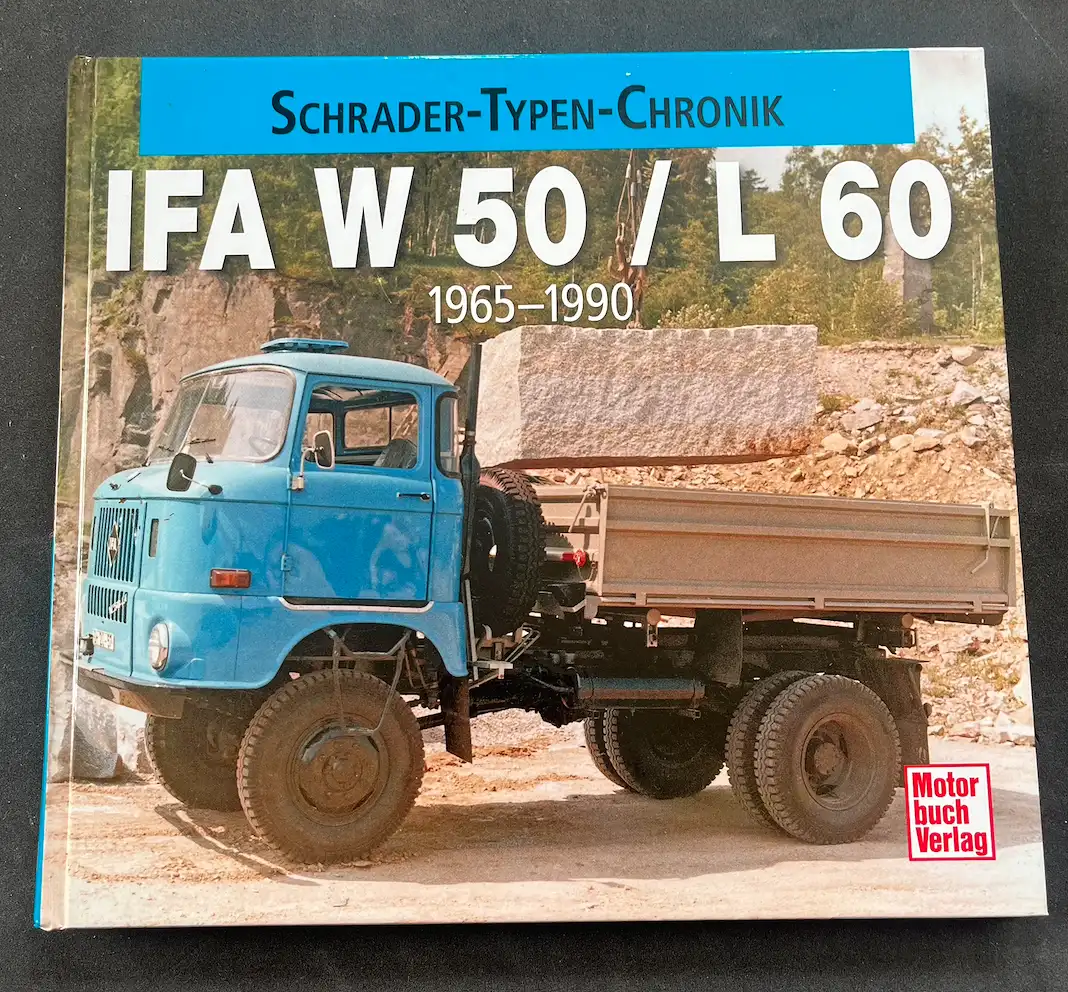 SCHRADER-TYPEN-CHRONIK
IFA W 50 / L 60
1965–1990
Motor
buch
Verlag